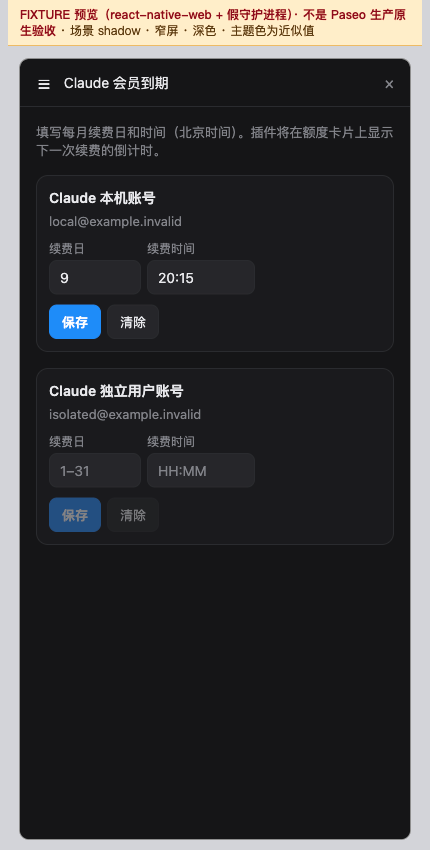 FIXTURE 预览（react-native-web + 假守护进程）· 不是 Paseo 生产原
生验收 · 场景 shadow · 窄屏 · 深色 · 主题色为近似值
Claude 会员到期
×
填写每月续费日和时间（北京时间）。插件将在额度卡片上显示
下一次续费的倒计时。
Claude 本机账号
local@example.invalid
续费日 续费时间
9 20:15
保存 清除
Claude 独立用户账号
isolated@example.invalid
续费日 续费时间
1–31 HH:MM
保存 清除